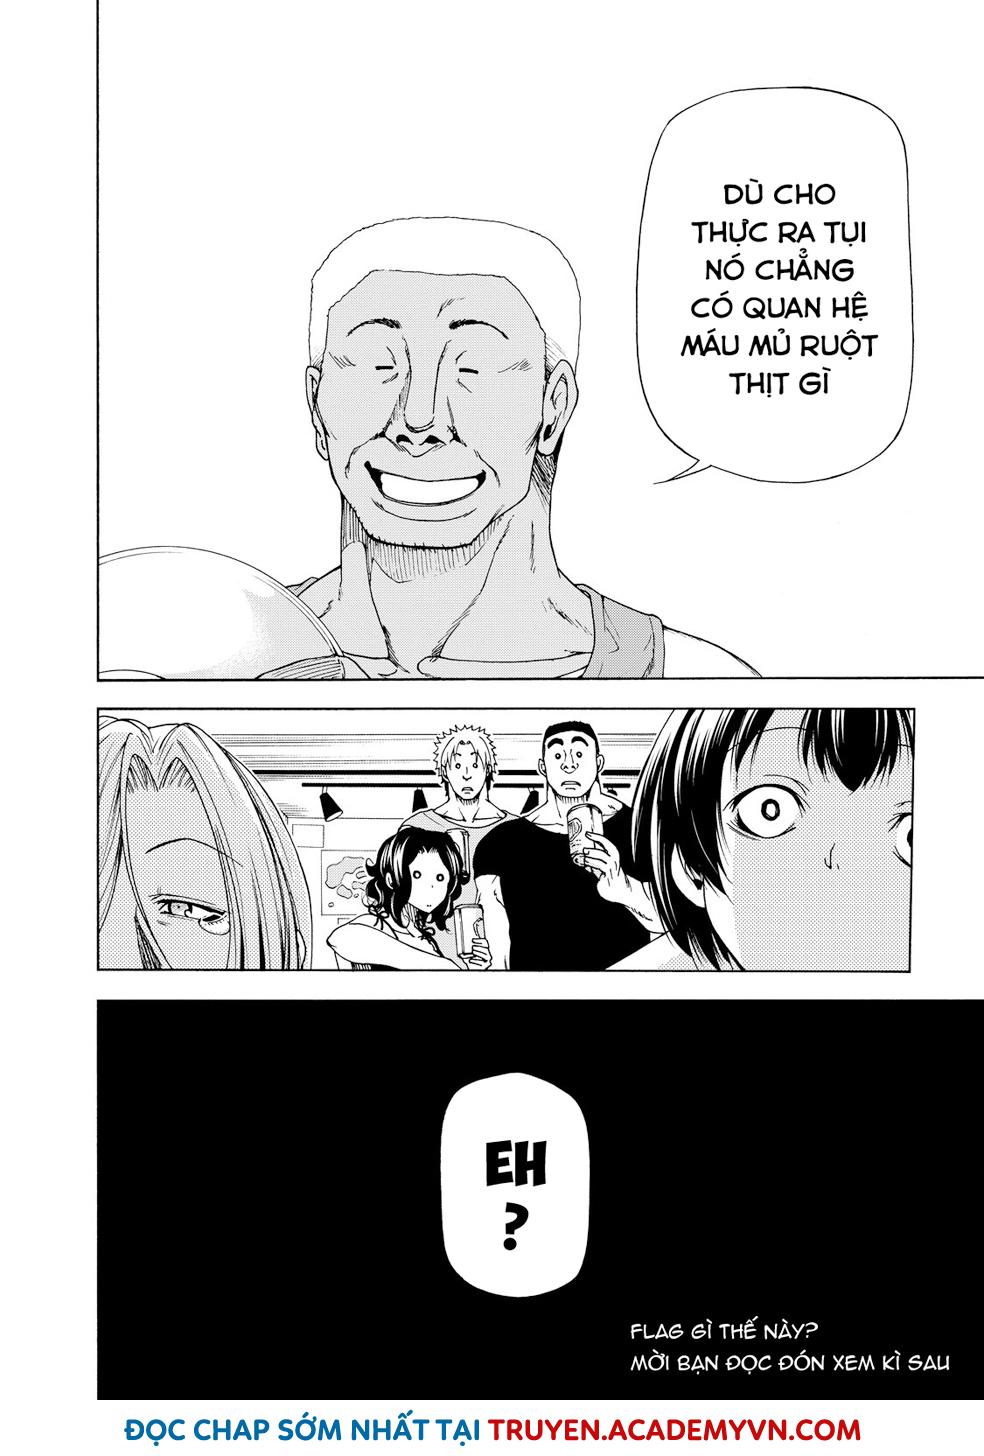 DÙ CHO
THỰC RA TỤI
NÓ CHẲNG
CÓ QUAN HỆ
MÁU MỦ RUỘT
THỊT GÌ
EH
?
FLAG GÌ THẾ NÀY?
MỜI BẠN ĐỌC ĐÓN XEM KÌ SAU
ĐỌC CHAP SỚM NHẤT TẠI TRUYEN.ACADEMYVN.COM